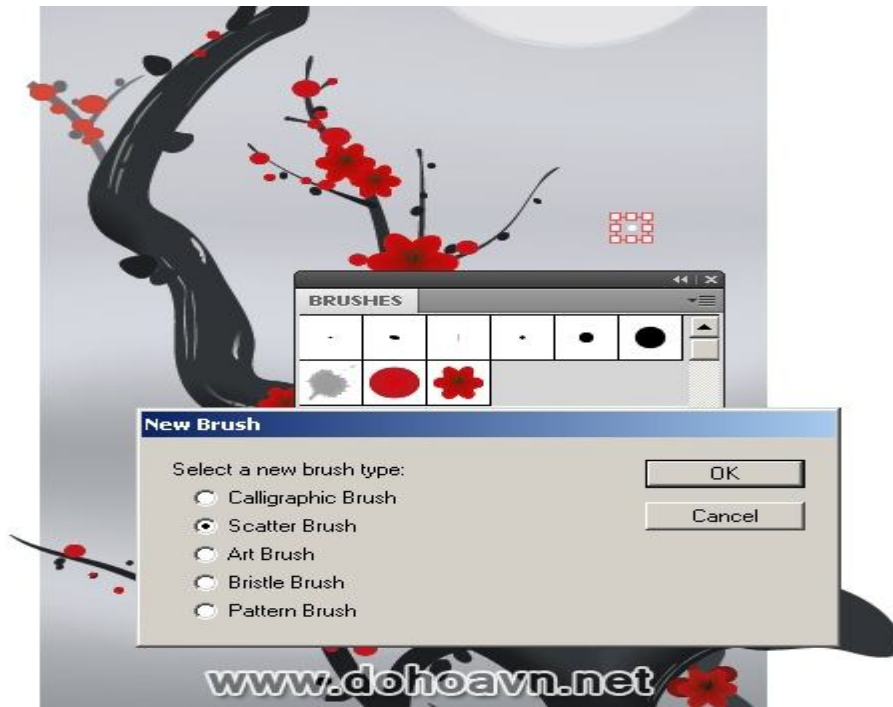 BRUSHES
New Brush
Select a new brush type:
OK
Calligraphic Brush
Cancel
Scatter Brush
Art Brush
Bristle Brush
Pattern Brush
www.dohoavn.net